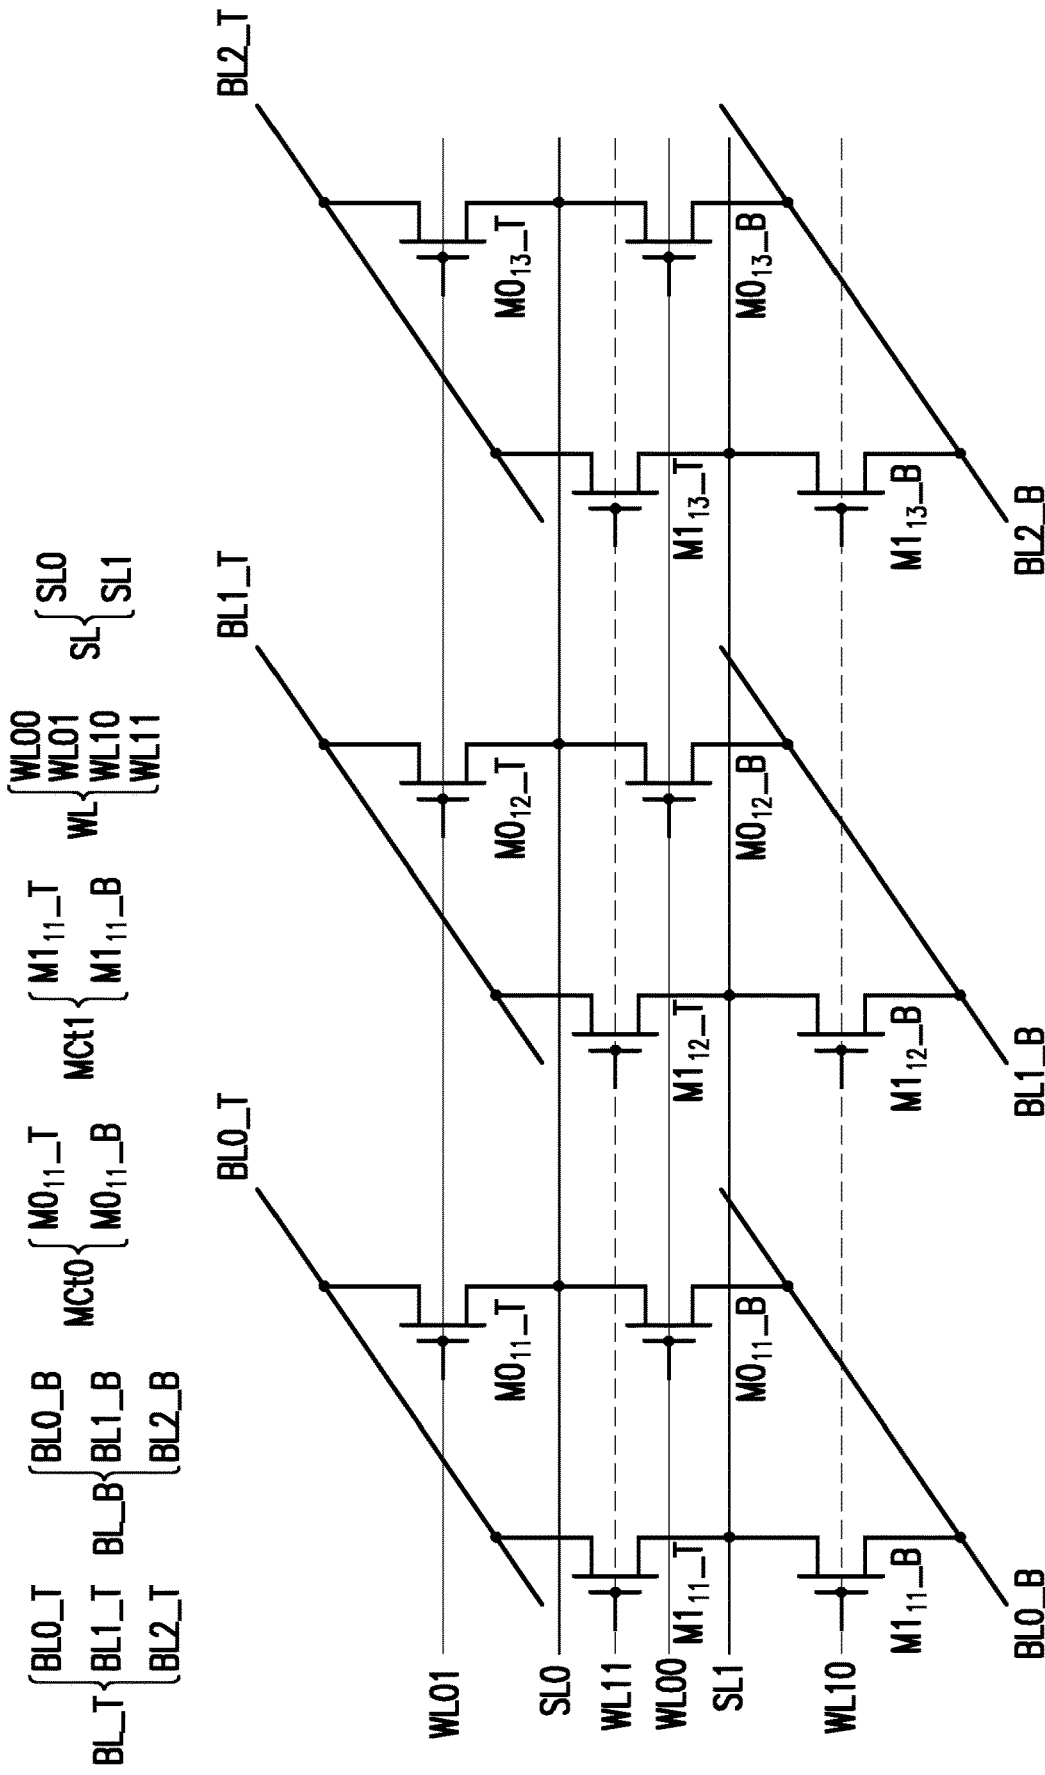 BL_T { BL0_T
BL1_T
BL2_T
BL_B { BL0_B
BL1_B
BL2_B
MCt0 { M0₁₁_T
M0₁₁_B
MCt1 { M1₁₁_T
M1₁₁_B
WL { WL00
WL01
WL10
WL11
SL { SL0
SL1
BL0_T
BL1_T
BL2_T
WL01
M0₁₁_T
M0₁₂_T
M0₁₃_T
SL0
WL11
M1₁₁_T
M1₁₂_T
M1₁₃_T
WL00
M0₁₁_B
M0₁₂_B
M0₁₃_B
SL1
WL10
M1₁₁_B
M1₁₂_B
M1₁₃_B
BL0_B
BL1_B
BL2_B